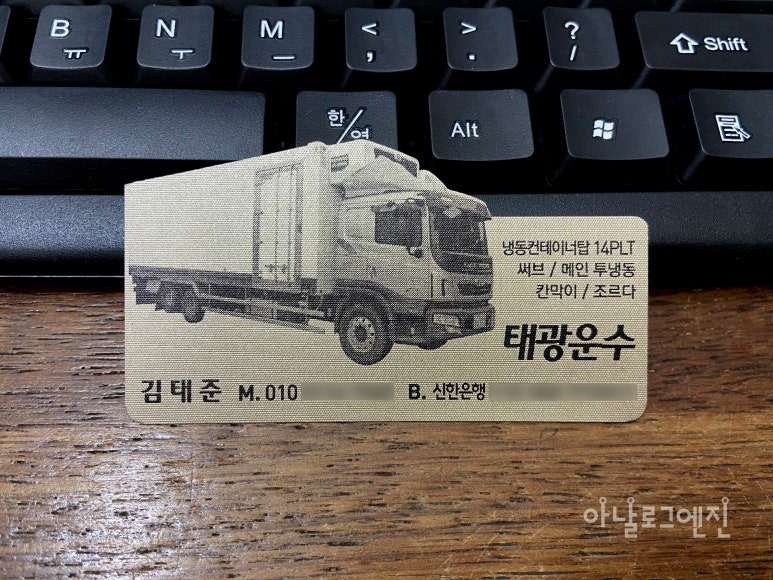 B ㅠ
N ㅜ
M ㅡ
< ,
> .
? /
Shift
한/영
Alt
냉동컨테이너탑 14PLT
써브 / 메인 투냉동
칸막이 / 조르다
태광운수
김태준 M. 010 B. 신한은행
아날로그엔진